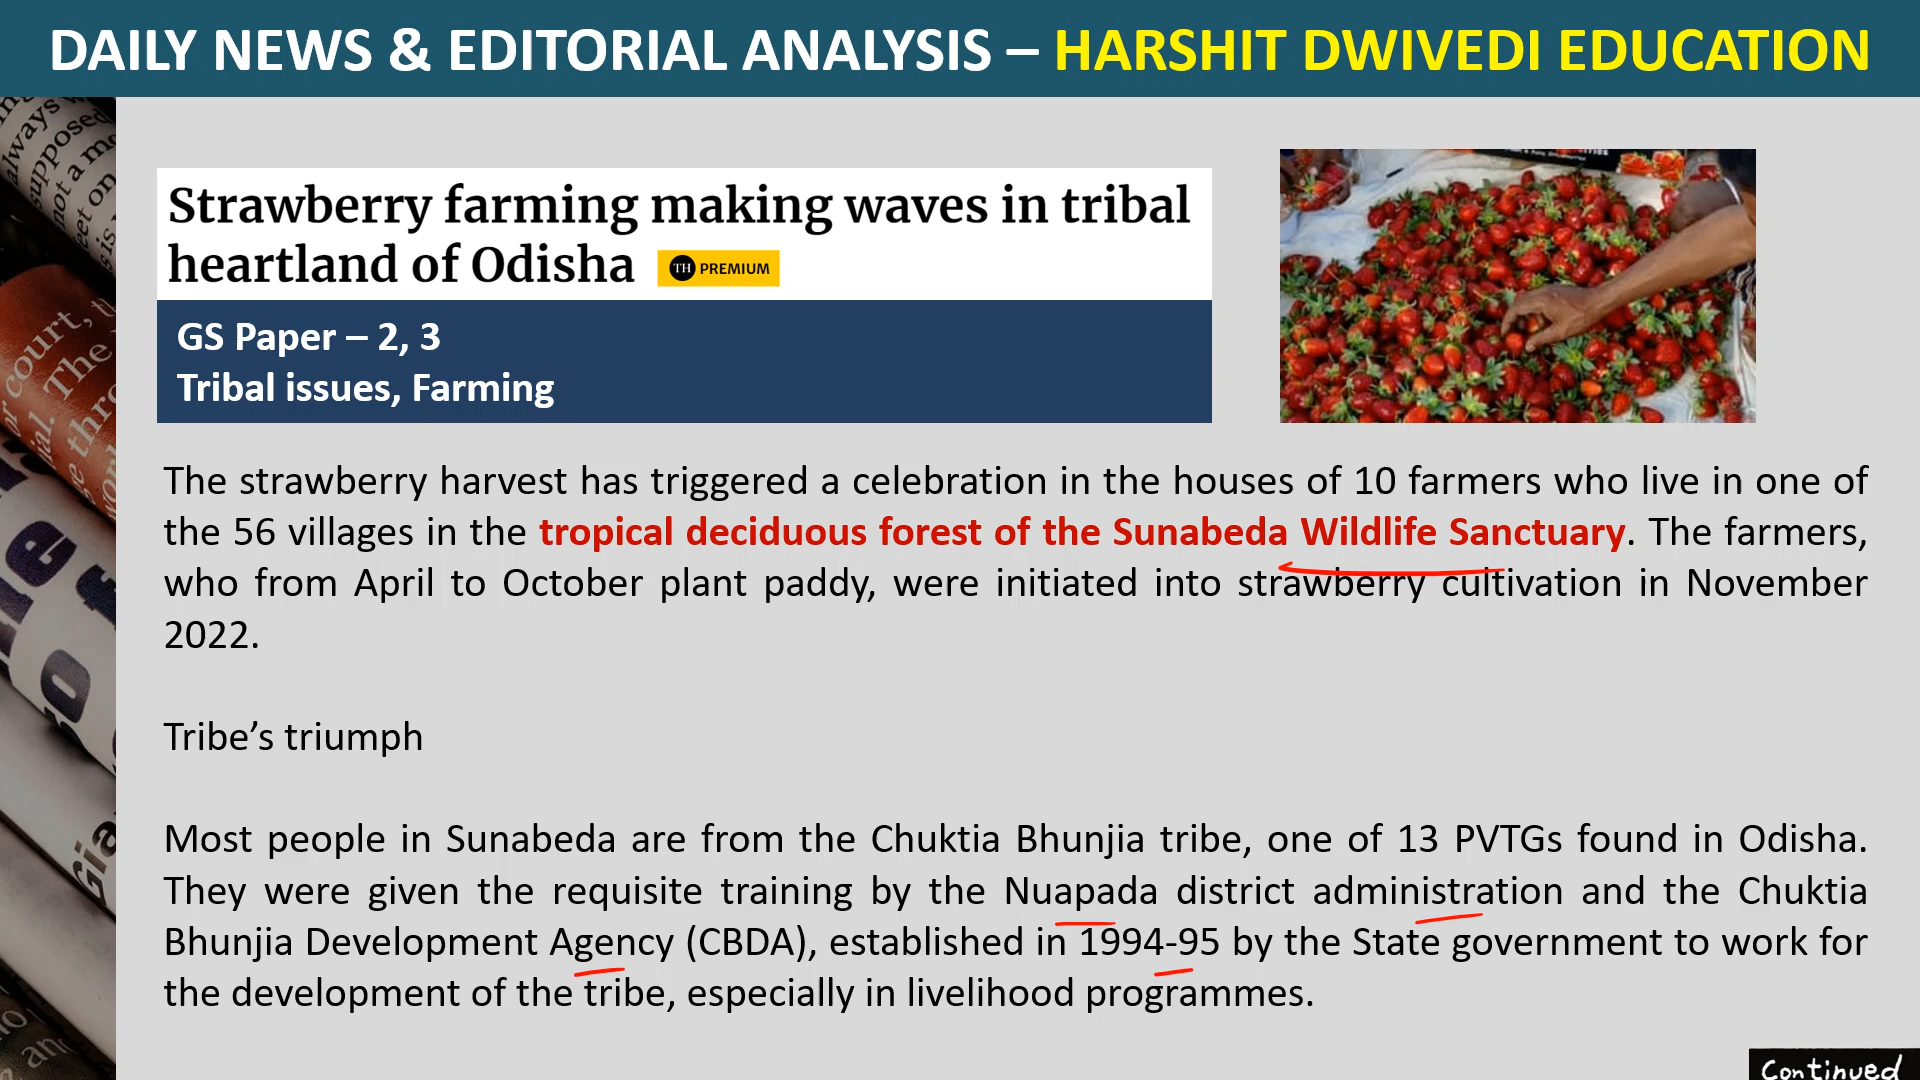 DAILY NEWS & EDITORIAL ANALYSIS – HARSHIT DWIVEDI EDUCATION
Strawberry farming making waves in tribal
heartland of Odisha TH PREMIUM
GS Paper – 2, 3
Tribal issues, Farming
The strawberry harvest has triggered a celebration in the houses of 10 farmers who live in one of
the 56 villages in the tropical deciduous forest of the Sunabeda Wildlife Sanctuary. The farmers,
who from April to October plant paddy, were initiated into strawberry cultivation in November
2022.
Tribe’s triumph
Most people in Sunabeda are from the Chuktia Bhunjia tribe, one of 13 PVTGs found in Odisha.
They were given the requisite training by the Nuapada district administration and the Chuktia
Bhunjia Development Agency (CBDA), established in 1994-95 by the State government to work for
the development of the tribe, especially in livelihood programmes.
Continued